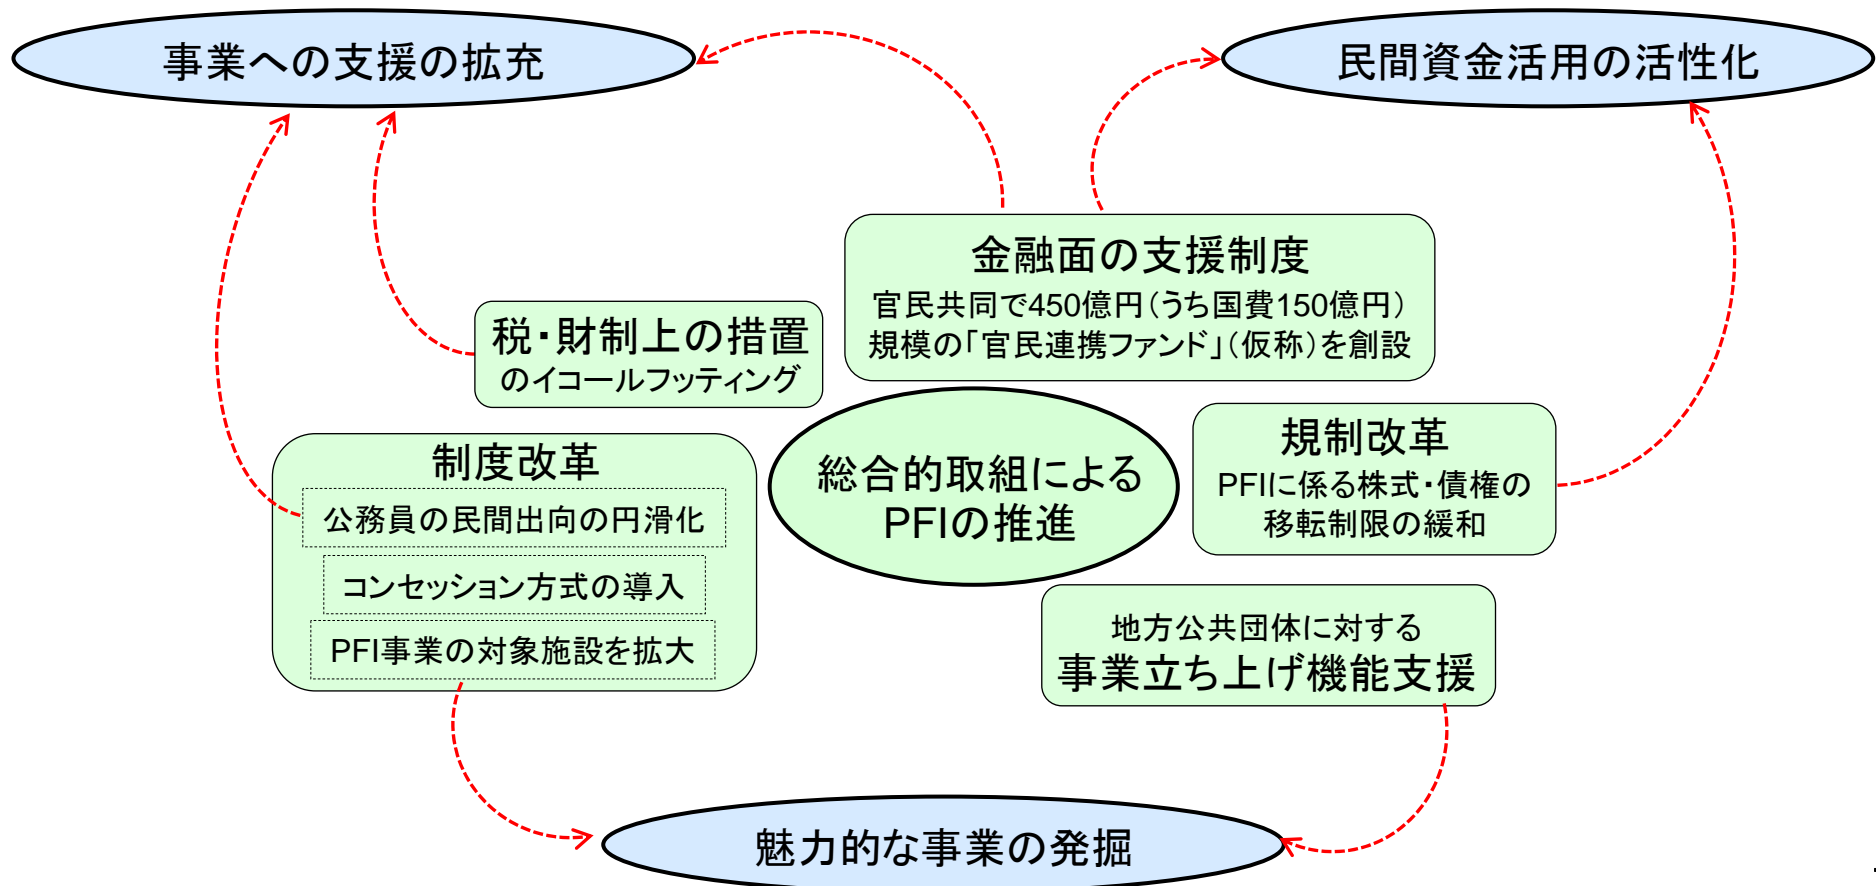 事業への支援の拡充
民間資金活用の活性化
金融面の支援制度
官民共同で450億円（うち国費150億円）
規模の「官民連携ファンド」（仮称）を創設
税・財制上の措置
のイコールフッティング
制度改革
公務員の民間出向の円滑化
コンセッション方式の導入
PFI事業の対象施設を拡大
総合的取組による
PFIの推進
規制改革
PFIに係る株式・債権の
移転制限の緩和
地方公共団体に対する
事業立ち上げ機能支援
魅力的な事業の発掘